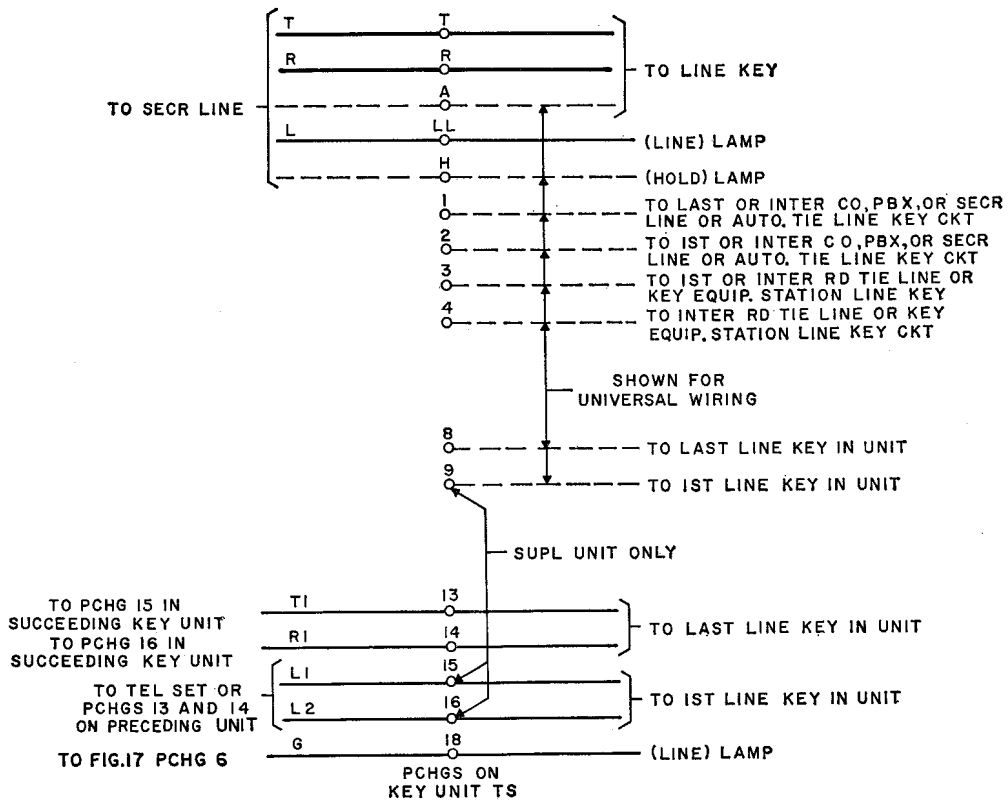 T T
R R TO LINE KEY
A
TO SECR LINE
L LL (LINE) LAMP
H (HOLD) LAMP
1 TO LAST OR INTER CO, PBX, OR SECR
LINE OR AUTO. TIE LINE KEY CKT
2 TO IST OR INTER CO, PBX, OR SECR
LINE OR AUTO. TIE LINE KEY CKT
3 TO IST OR INTER RD TIE LINE OR
KEY EQUIP. STATION LINE KEY
4 TO INTER RD TIE LINE OR KEY
EQUIP. STATION LINE KEY CKT
SHOWN FOR
UNIVERSAL WIRING
8 TO LAST LINE KEY IN UNIT
9 TO IST LINE KEY IN UNIT
SUPL UNIT ONLY
TO PCHG 15 IN
SUCCEEDING KEY UNIT
T1 13
TO LAST LINE KEY IN UNIT
TO PCHG 16 IN
SUCCEEDING KEY UNIT
R1 14
L1 15
TO TEL SET OR
PCHGS 13 AND 14
ON PRECEDING UNIT
TO IST LINE KEY IN UNIT
L2 16
TO FIG.17 PCHG 6 G 18 (LINE) LAMP
PCHGS ON
KEY UNIT TS